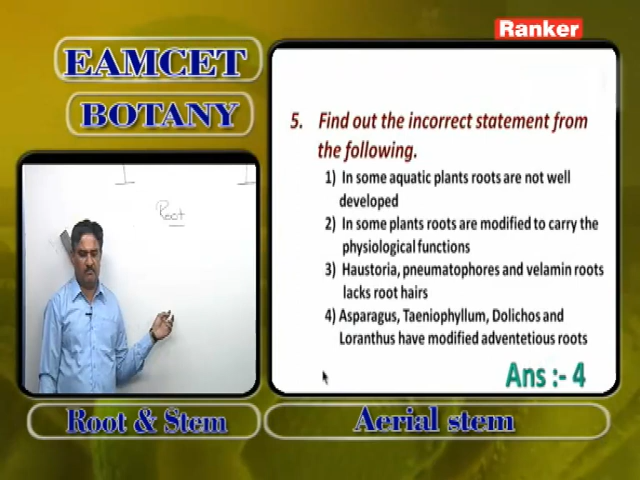 Ranker
EAMCET
BOTANY
5. Find out the incorrect statement from
the following.
1) In some aquatic plants roots are not well
developed
2) In some plants roots are modified to carry the
physiological functions
3) Haustoria, pneumatophores and velamin roots
lacks root hairs
4) Asparagus, Taeniophyllum, Dolichos and
Loranthus have modified adventetious roots
Ans :- 4
Root
Root & Stem
Aerial stem